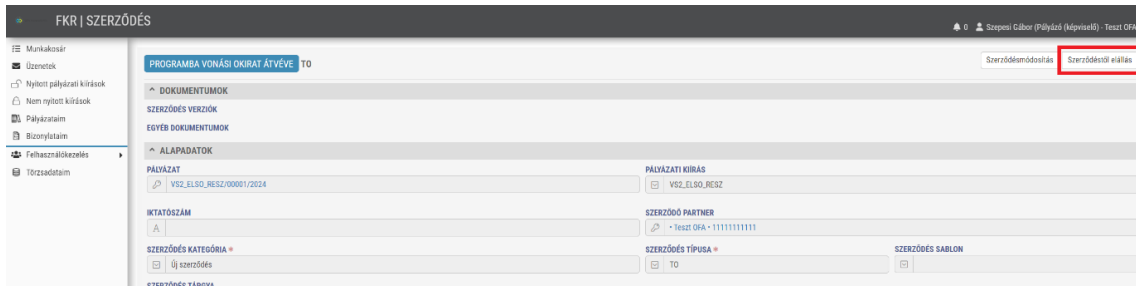 FKR | SZERZŐDÉS
0 Szepesi Gábor (Pályázó (képviselő) - Teszt OFA
Munkakosár
Üzenetek
Nyitott pályázati kiírások
Nem nyitott kiírások
Pályázataim
Bizonylataim
Felhasználókezelés
Törzsadataim
PROGRAMBA VONÁSI OKIRAT ÁTVÉVE TO
Szerződésmódosítás Szerződéstől elállás
DOKUMENTUMOK
SZERZŐDÉS VERZIÓK
EGYÉB DOKUMENTUMOK
ALAPADATOK
PÁLYÁZAT PÁLYÁZATI KIÍRÁS
VS2_ELSO_RESZ/00001/2024 VS2_ELSO_RESZ
IKTATÓSZÁM SZERZŐDŐ PARTNER
A • Teszt OFA • 11111111111
SZERZŐDÉS KATEGÓRIA * SZERZŐDÉS TÍPUSA * SZERZŐDÉS SABLON
Új szerződés TO
SZERZŐDÉS TÁRGYA